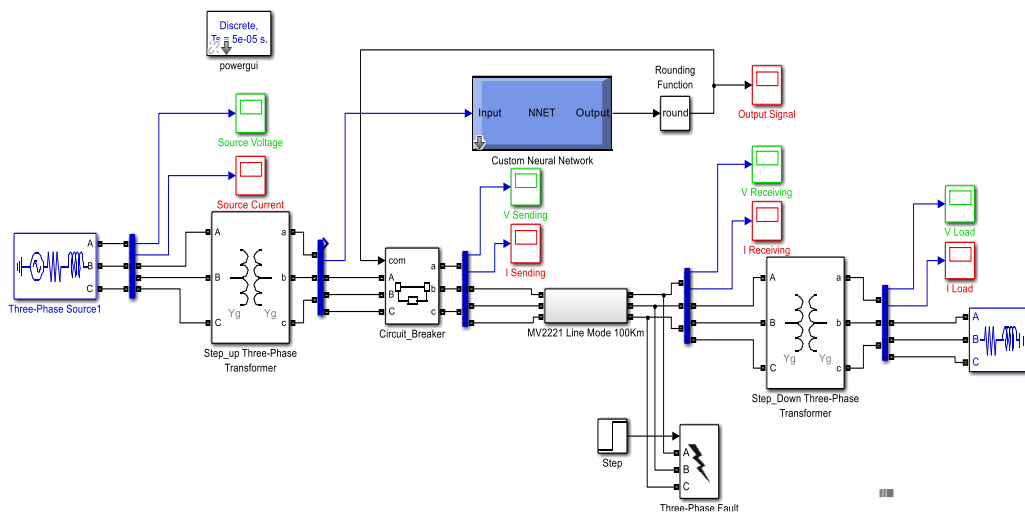 Discrete,
Ts = 5e-05 s.
powergui
Rounding
Function
round
Output Signal
Input
NNET
Output
Custom Neural Network
Source Voltage
Source Current
V Sending
I Sending
V Receiving
I Receiving
V Load
I Load
A
B
C
Three-Phase Source1
A
B
C
a
b
c
Yg
Yg
Step_up Three-Phase
Transformer
com
A
B
C
a
b
c
Circuit_Breaker
MV2221 Line Mode 100Km
A
B
C
a
b
c
Yg
Yg
Step_Down Three-Phase
Transformer
A
B
C
Step
A
B
C
Three-Phase Fault